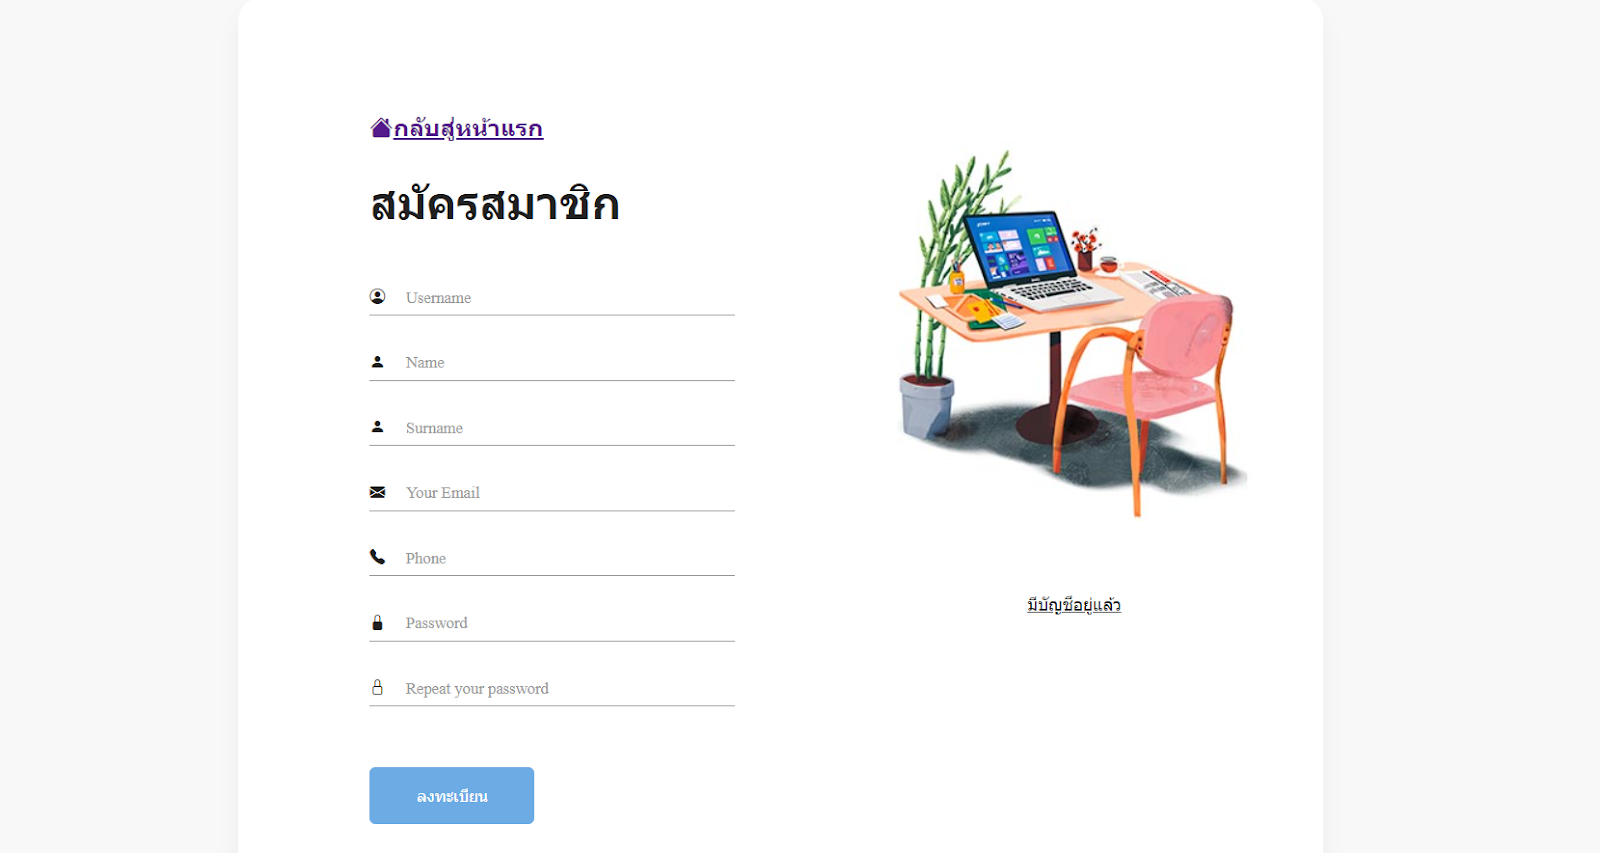 กลับสู่หน้าแรก
สมัครสมาชิก
Username
Name
Surname
Your Email
Phone
Password
Repeat your password
ลงทะเบียน
มีบัญชีอยู่แล้ว